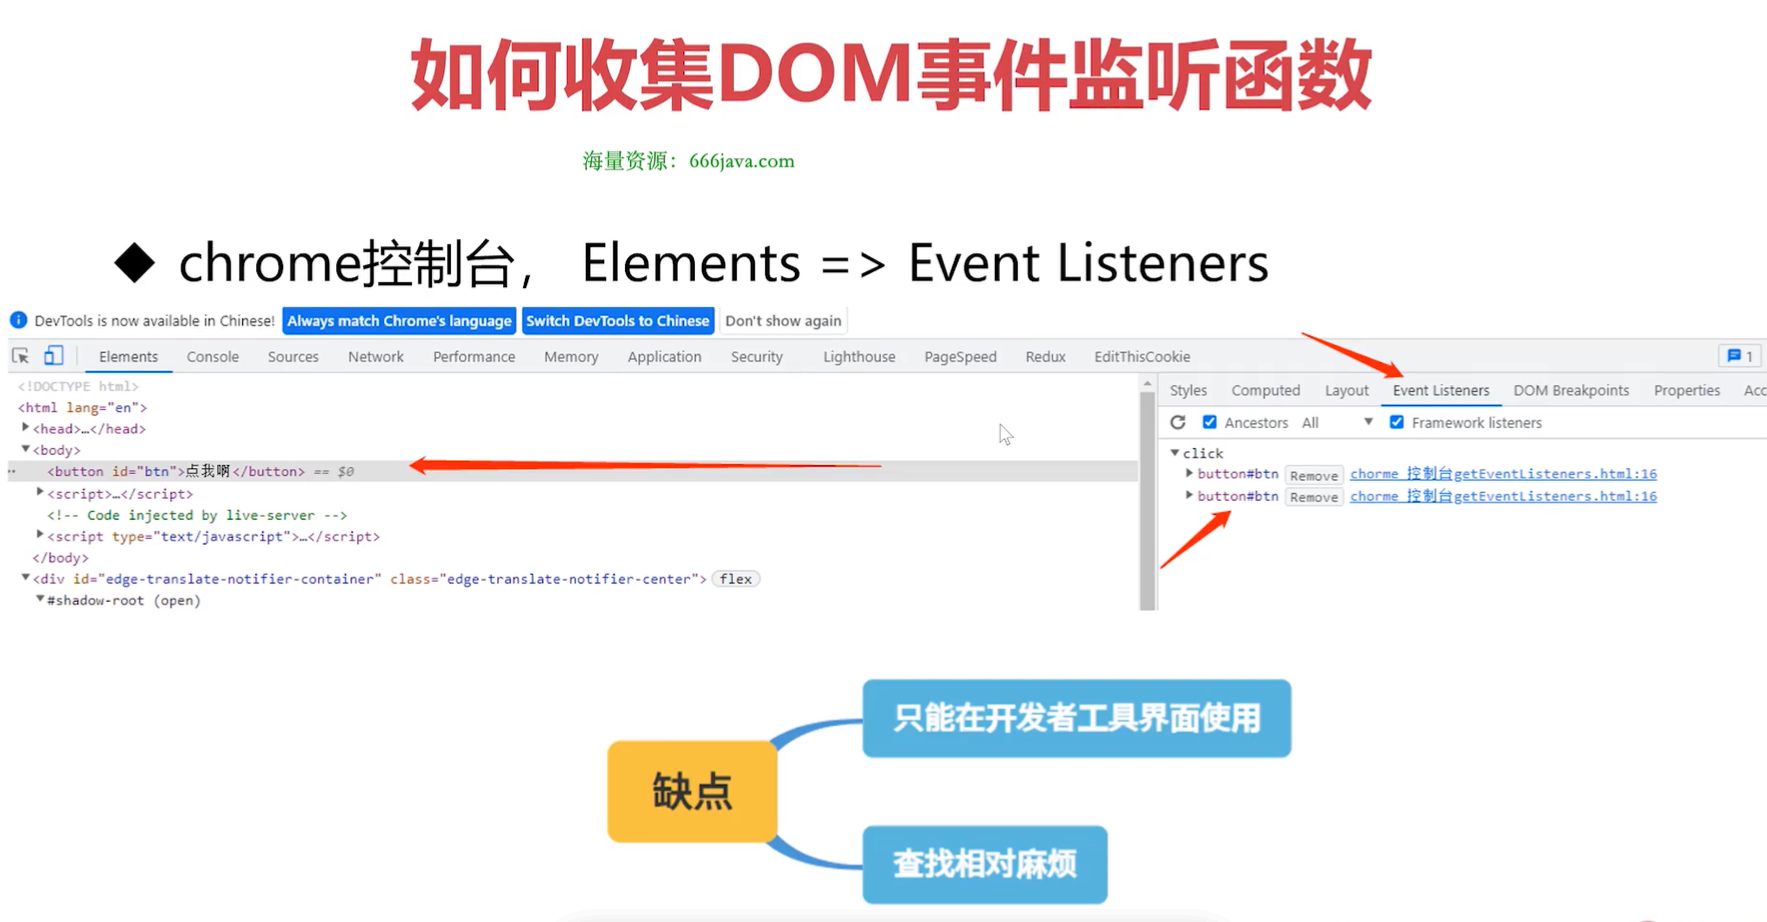 如何收集DOM事件监听函数
海量资源：666java.com
◆ chrome控制台， Elements => Event Listeners
DevTools is now available in Chinese! Always match Chrome's language Switch DevTools to Chinese Don't show again
Elements Console Sources Network Performance Memory Application Security Lighthouse PageSpeed Redux EditThisCookie 1
<!DOCTYPE html>
<html lang="en">
<head>…</head>
<body>
<button id="btn">点我啊</button> == $0
<script>…</script>
<!-- Code injected by live-server -->
<script type="text/javascript">…</script>
</body>
<div id="edge-translate-notifier-container" class="edge-translate-notifier-center"> flex
#shadow-root (open)
Styles Computed Layout Event Listeners DOM Breakpoints Properties Acc
Ancestors All Framework listeners
click
button#btn Remove chorme 控制台getEventListeners.html:16
button#btn Remove chorme 控制台getEventListeners.html:16
只能在开发者工具界面使用
缺点
查找相对麻烦